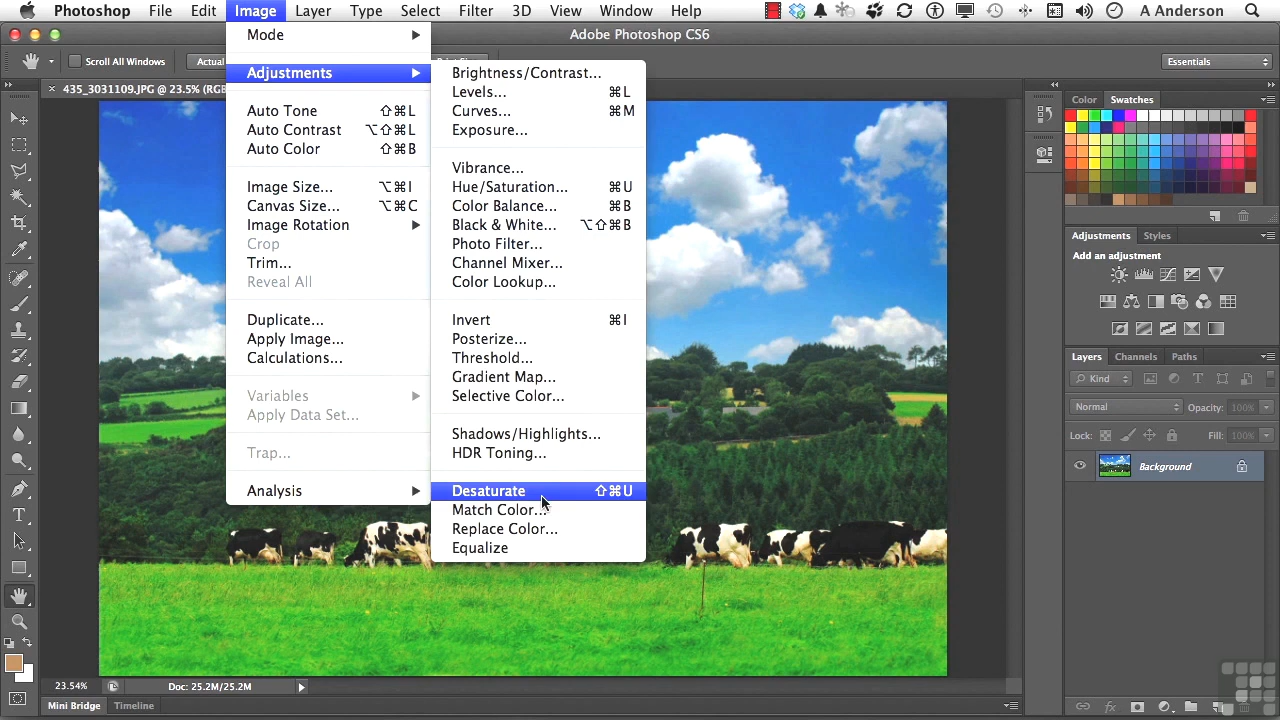 Photoshop File Edit Image Layer Type Select Filter 3D View Window Help A Anderson
Adobe Photoshop CS6
Scroll All Windows Actual
Essentials
435_3031109.JPG @ 23.5% (RGB
Mode
Adjustments
Auto Tone ⇧⌘L
Auto Contrast ⌥⇧⌘L
Auto Color ⇧⌘B
Image Size... ⌥⌘I
Canvas Size... ⌥⌘C
Image Rotation
Crop
Trim...
Reveal All
Duplicate...
Apply Image...
Calculations...
Variables
Apply Data Set...
Trap...
Analysis
Brightness/Contrast...
Levels... ⌘L
Curves... ⌘M
Exposure...
Vibrance...
Hue/Saturation... ⌘U
Color Balance... ⌘B
Black & White... ⌥⇧⌘B
Photo Filter...
Channel Mixer...
Color Lookup...
Invert ⌘I
Posterize...
Threshold...
Gradient Map...
Selective Color...
Shadows/Highlights...
HDR Toning...
Desaturate ⇧⌘U
Match Color...
Replace Color...
Equalize
Color Swatches
Adjustments Styles
Add an adjustment
Layers Channels Paths
Kind
Normal Opacity: 100%
Lock: Fill: 100%
Background
23.54% Doc: 25.2M/25.2M
Mini Bridge Timeline